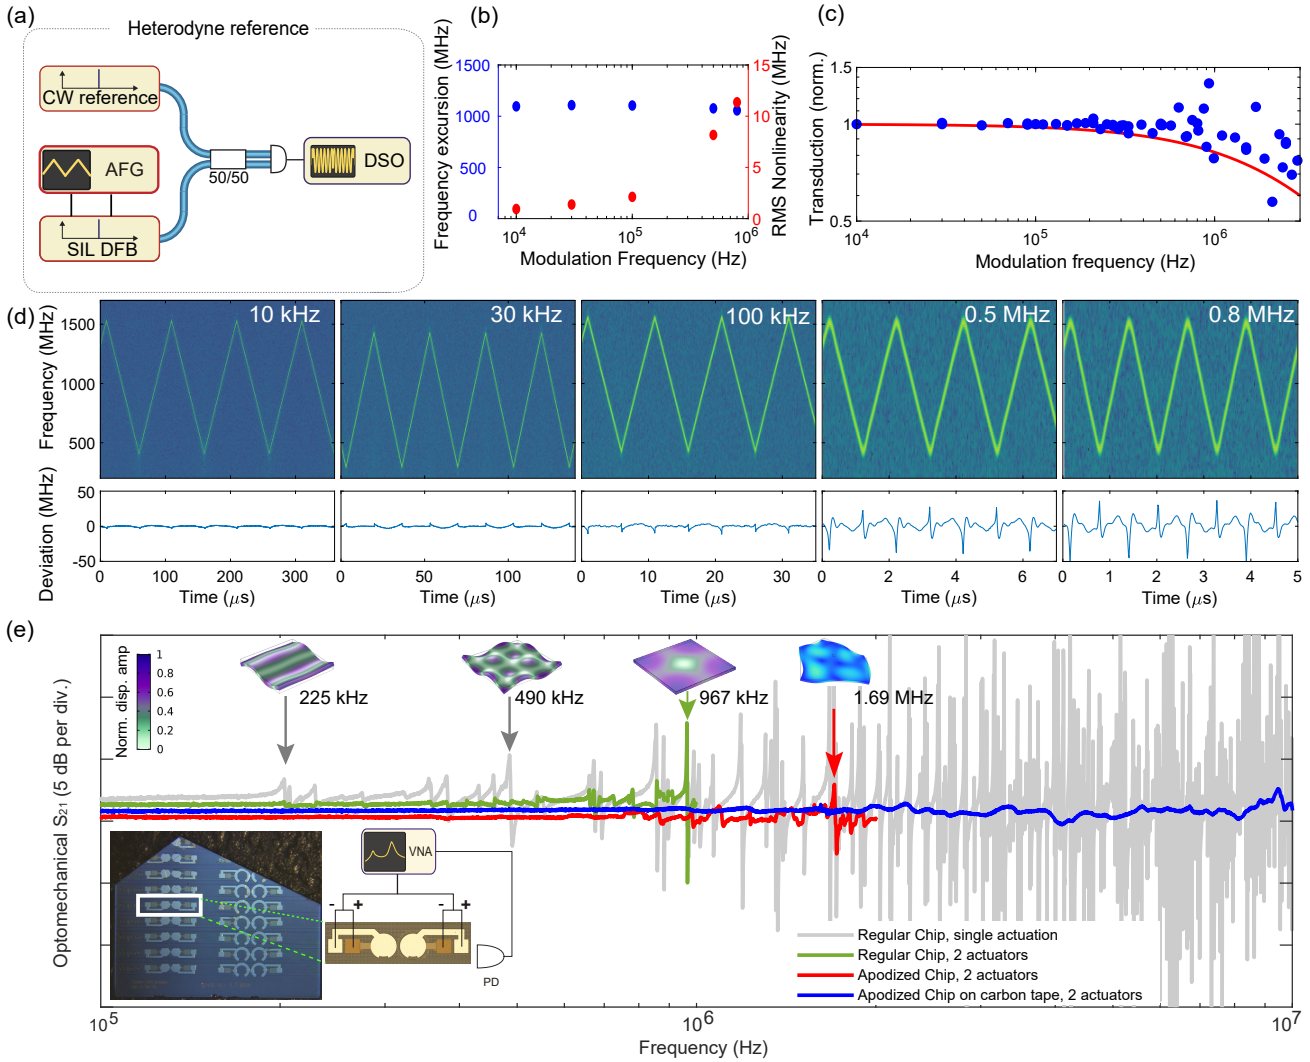 (a)
Heterodyne reference
CW reference
AFG
SIL DFB
50/50
DSO
(b)
Frequency excursion (MHz)
1500
1000
500
0
15
10
5
0
RMS Nonlinearity (MHz)
10^4
10^5
10^6
Modulation Frequency (Hz)
(c)
Transduction (norm.)
1.5
1
0.5
10^4
10^5
10^6
Modulation frequency (Hz)
(d)
Frequency (MHz)
1500
1000
500
10 kHz
30 kHz
100 kHz
0.5 MHz
0.8 MHz
Deviation (MHz)
50
0
-50
0 100 200 300
0 50 100
0 10 20 30
0 2 4 6
0 1 2 3 4 5
Time (μs)
Time (μs)
Time (μs)
Time (μs)
Time (μs)
(e)
Optomechanical S21 (5 dB per div.)
Norm. disp. amp
1
0.8
0.6
0.4
0.2
0
225 kHz
490 kHz
967 kHz
1.69 MHz
VNA
- +
- +
PD
Regular Chip, single actuation
Regular Chip, 2 actuators
Apodized Chip, 2 actuators
Apodized Chip on carbon tape, 2 actuators
10^5
10^6
10^7
Frequency (Hz)